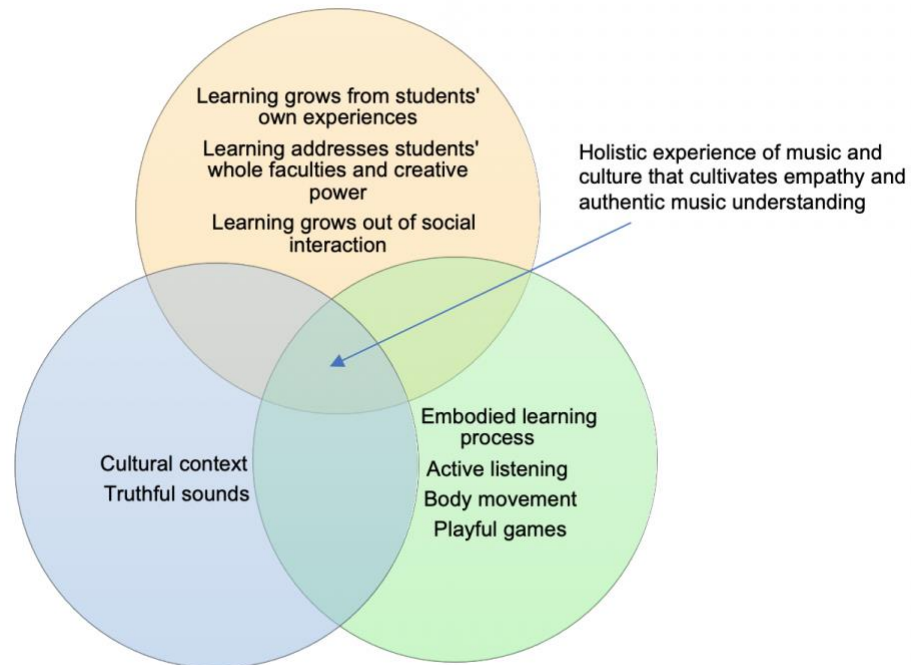 Learning grows from students'
own experiences
Learning addresses students'
whole faculties and creative
power
Learning grows out of social
interaction
Holistic experience of music and
culture that cultivates empathy and
authentic music understanding
Cultural context
Truthful sounds
Embodied learning
process
Active listening
Body movement
Playful games